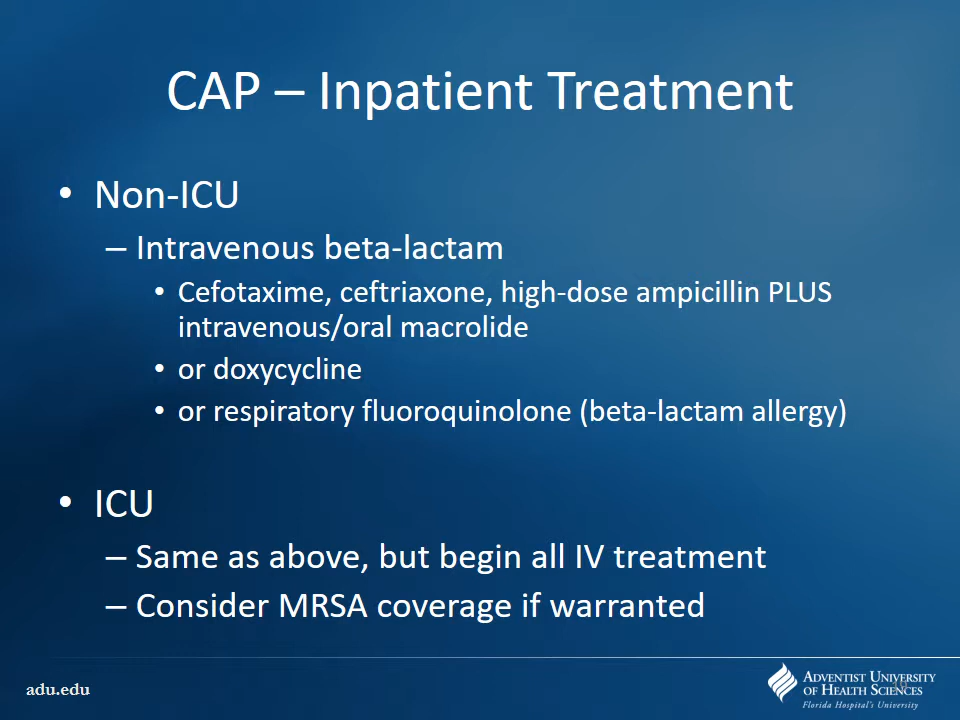 CAP – Inpatient Treatment
• Non-ICU
– Intravenous beta-lactam
• Cefotaxime, ceftriaxone, high-dose ampicillin PLUS
intravenous/oral macrolide
• or doxycycline
• or respiratory fluoroquinolone (beta-lactam allergy)
• ICU
– Same as above, but begin all IV treatment
– Consider MRSA coverage if warranted
adu.edu
ADVENTIST UNIVERSITY
OF HEALTH SCIENCES
Florida Hospital's University